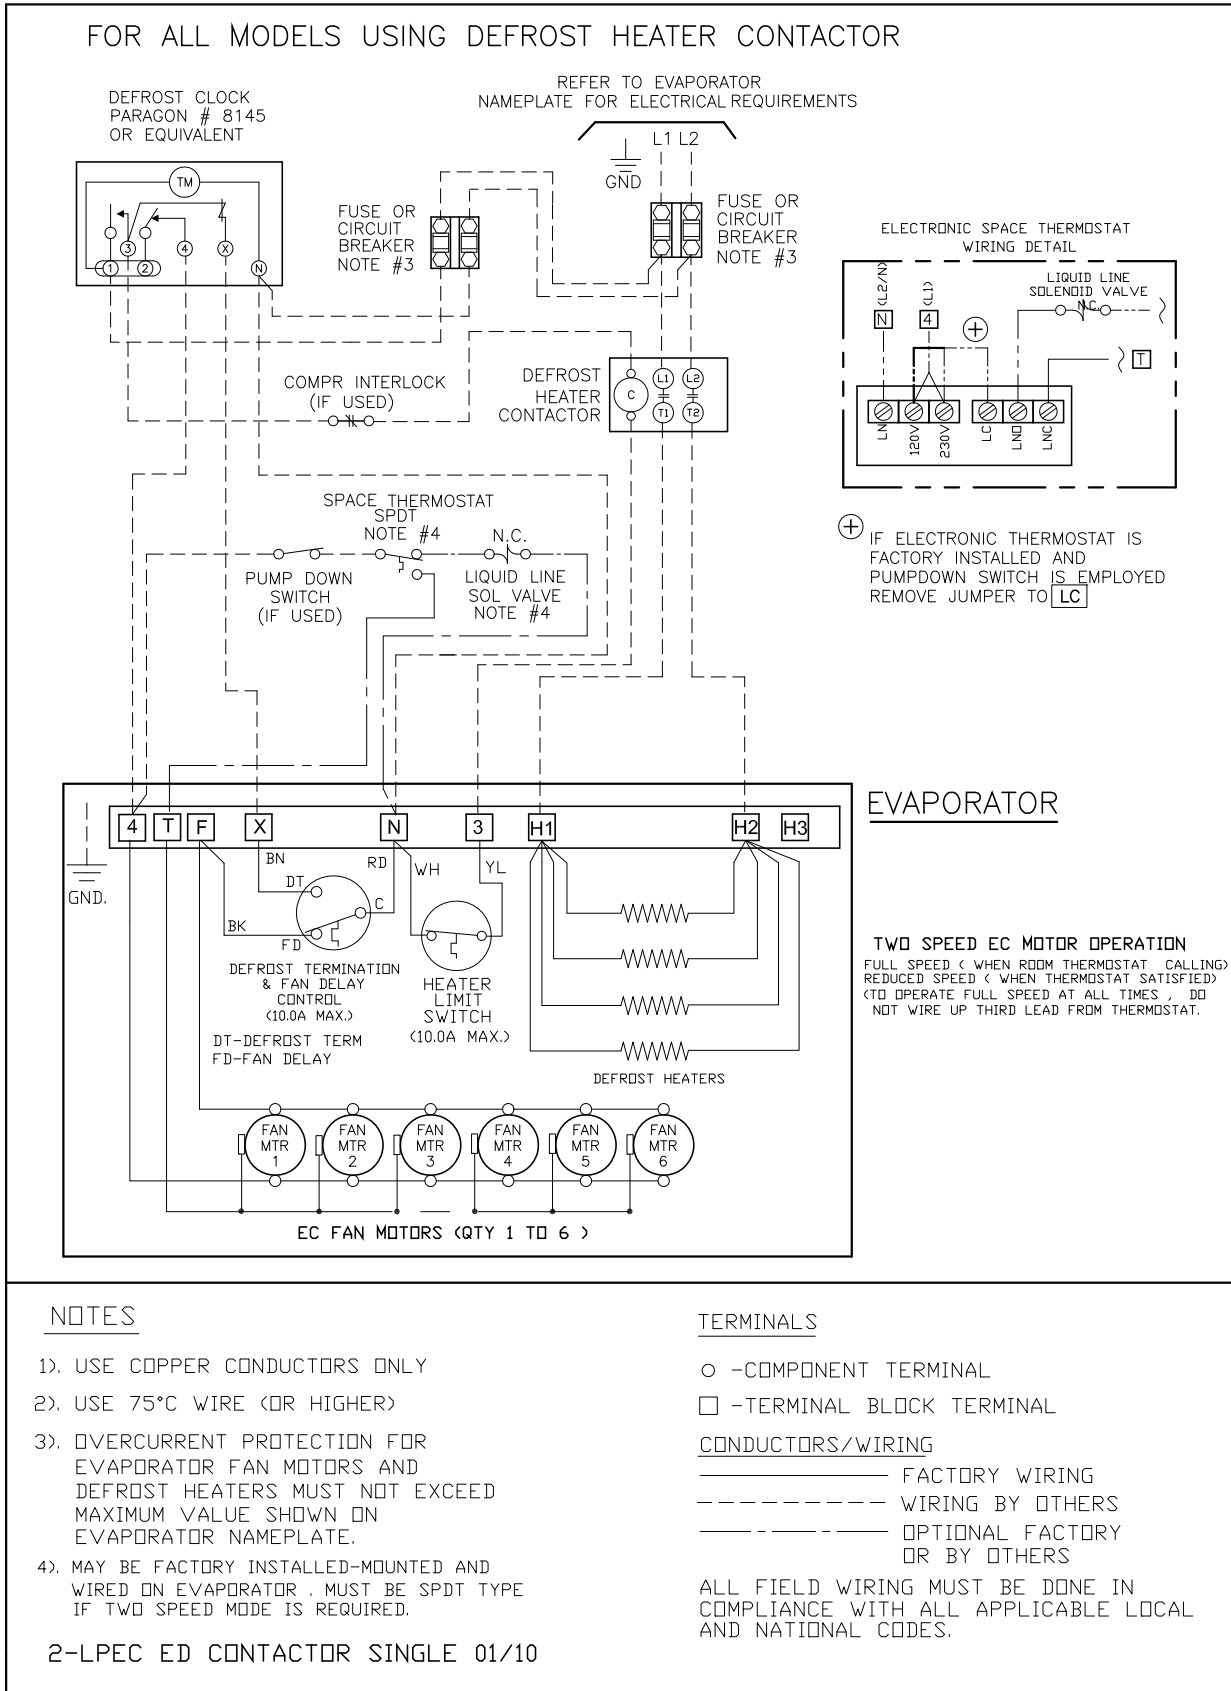 FOR ALL MODELS USING DEFROST HEATER CONTACTOR
REFER TO EVAPORATOR
NAMEPLATE FOR ELECTRICAL REQUIREMENTS
DEFROST CLOCK
PARAGON # 8145
OR EQUIVALENT
L1 L2
GND
TM
3
4
X
1
2
N
FUSE OR
CIRCUIT
BREAKER
NOTE #3
FUSE OR
CIRCUIT
BREAKER
NOTE #3
ELECTRONIC SPACE THERMOSTAT
WIRING DETAIL
(L2/N)
(L1)
N
4
LIQUID LINE
SOLENOID VALVE
N.C.
T
LN
120V
230V
LC
LNO
LNC
COMPR INTERLOCK
(IF USED)
DEFROST
HEATER
CONTACTOR
C
L1
L2
T1
T2
SPACE THERMOSTAT
SPDT
NOTE #4
N.C.
PUMP DOWN
SWITCH
(IF USED)
LIQUID LINE
SOL VALVE
NOTE #4
IF ELECTRONIC THERMOSTAT IS
FACTORY INSTALLED AND
PUMPDOWN SWITCH IS EMPLOYED
REMOVE JUMPER TO LC
EVAPORATOR
4 T F X N 3 H1 H2 H3
GND.
BN
RD
WH
YL
DT
C
BK
FD
DEFROST TERMINATION
& FAN DELAY
CONTROL
(10.0A MAX.)
DT-DEFROST TERM
FD-FAN DELAY
HEATER
LIMIT
SWITCH
(10.0A MAX.)
DEFROST HEATERS
TWO SPEED EC MOTOR OPERATION
FULL SPEED ( WHEN ROOM THERMOSTAT CALLING)
REDUCED SPEED ( WHEN THERMOSTAT SATISFIED)
(TO OPERATE FULL SPEED AT ALL TIMES , DO
NOT WIRE UP THIRD LEAD FROM THERMOSTAT.
FAN MTR 1
FAN MTR 2
FAN MTR 3
FAN MTR 4
FAN MTR 5
FAN MTR 6
EC FAN MOTORS (QTY 1 TO 6 )
NOTES
1). USE COPPER CONDUCTORS ONLY
2). USE 75°C WIRE (OR HIGHER)
3). OVERCURRENT PROTECTION FOR
EVAPORATOR FAN MOTORS AND
DEFROST HEATERS MUST NOT EXCEED
MAXIMUM VALUE SHOWN ON
EVAPORATOR NAMEPLATE.
4). MAY BE FACTORY INSTALLED-MOUNTED AND
WIRED ON EVAPORATOR . MUST BE SPDT TYPE
IF TWO SPEED MODE IS REQUIRED.
2-LPEC ED CONTACTOR SINGLE 01/10
TERMINALS
-COMPONENT TERMINAL
-TERMINAL BLOCK TERMINAL
CONDUCTORS/WIRING
FACTORY WIRING
WIRING BY OTHERS
OPTIONAL FACTORY
OR BY OTHERS
ALL FIELD WIRING MUST BE DONE IN
COMPLIANCE WITH ALL APPLICABLE LOCAL
AND NATIONAL CODES.